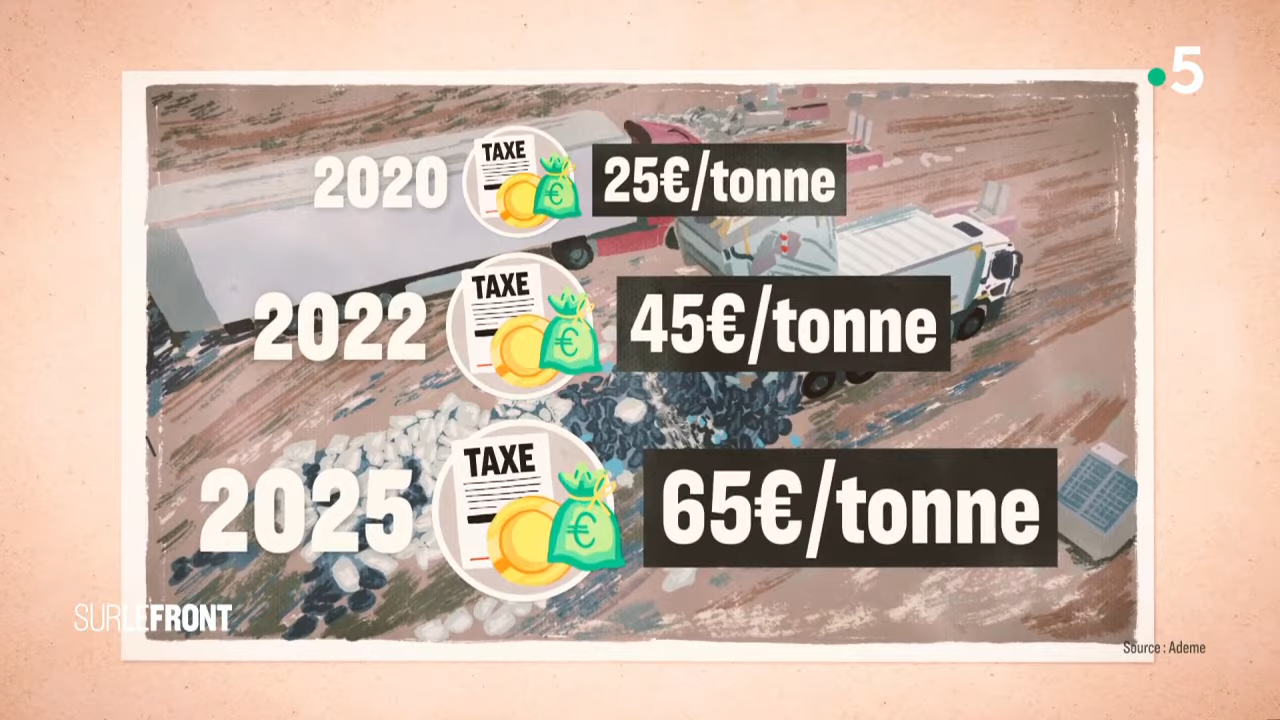 5
2020 TAXE 25€/tonne
2022 TAXE 45€/tonne
2025 TAXE 65€/tonne
SURLEFRONT
Source : Ademe